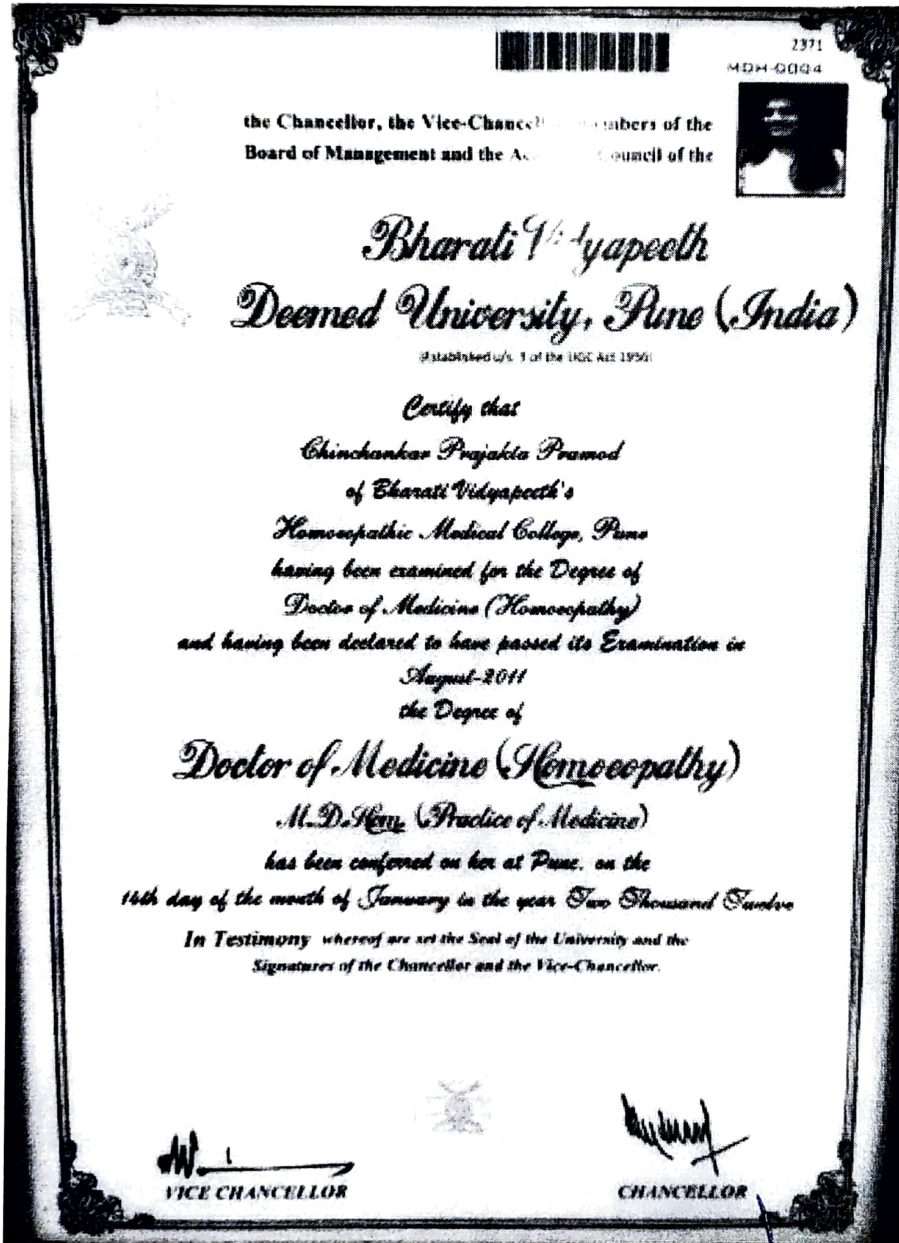 2371
MDH-0004
the Chancellor, the Vice-Chancell mbers of the
Board of Management and the Ac ouncil of the
Bharati Vidyapeeth
Deemed University, Pune (India)
(Established u/s. 3 of the UGC Act 1956)
Certify that
Chinchankar Prajakta Pramod
of Bharati Vidyapeeth's
Homoeopathic Medical College, Pune
having been examined for the Degree of
Doctor of Medicine (Homoeopathy)
and having been declared to have passed its Examination in
August-2011
the Degree of
Doctor of Medicine (Homoeopathy)
M.D.Hom. (Practice of Medicine)
has been conferred on her at Pune. on the
14th day of the month of January in the year Two Thousand Twelve
In Testimony whereof are set the Seal of the University and the
Signatures of the Chancellor and the Vice-Chancellor.
VICE CHANCELLOR
CHANCELLOR